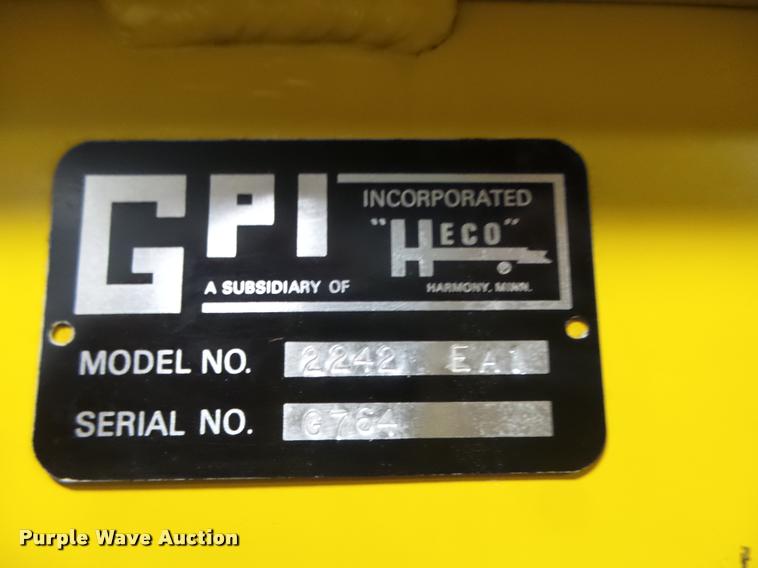 GPI
INCORPORATED
"HECO"
®
A SUBSIDIARY OF
HARMONY, MINN.
MODEL NO. 2242 EA1
SERIAL NO. G764
Purple Wave Auction